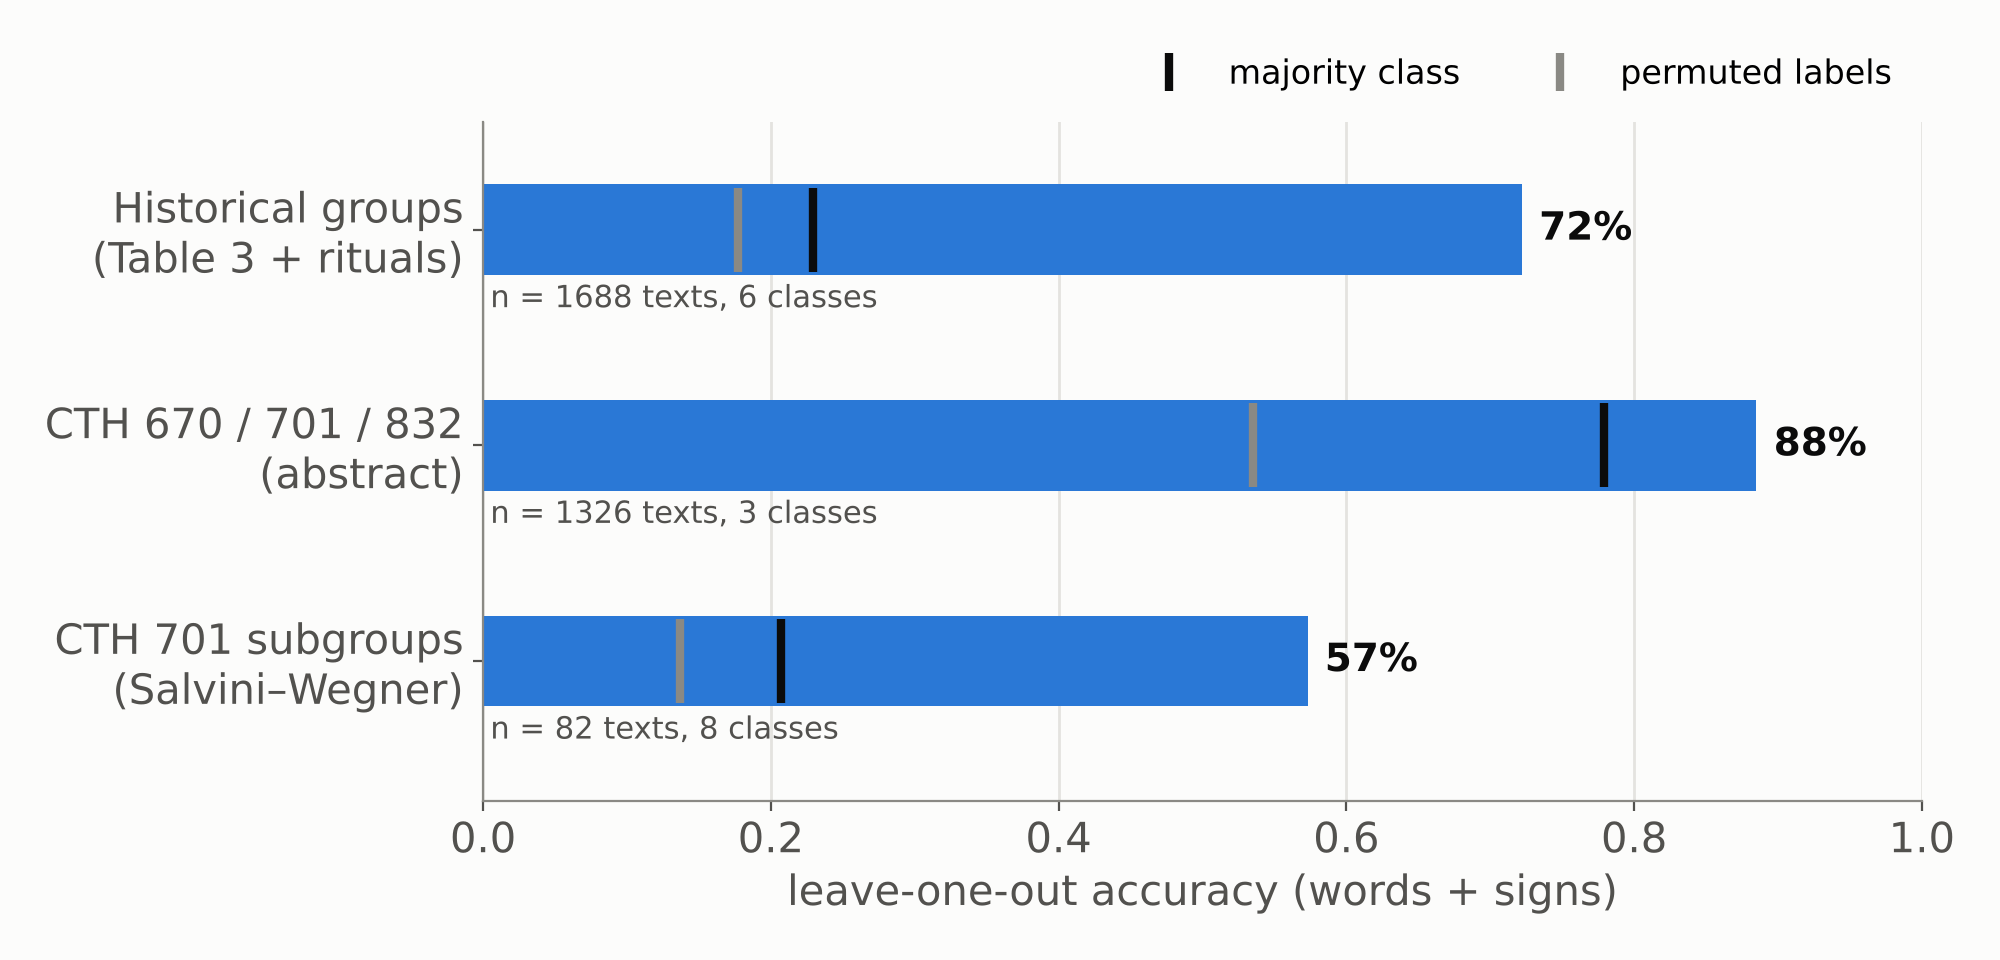 majority class
permuted labels
Historical groups
(Table 3 + rituals)
72%
n = 1688 texts, 6 classes
CTH 670 / 701 / 832
(abstract)
88%
n = 1326 texts, 3 classes
CTH 701 subgroups
(Salvini–Wegner)
57%
n = 82 texts, 8 classes
0.0 0.2 0.4 0.6 0.8 1.0
leave-one-out accuracy (words + signs)